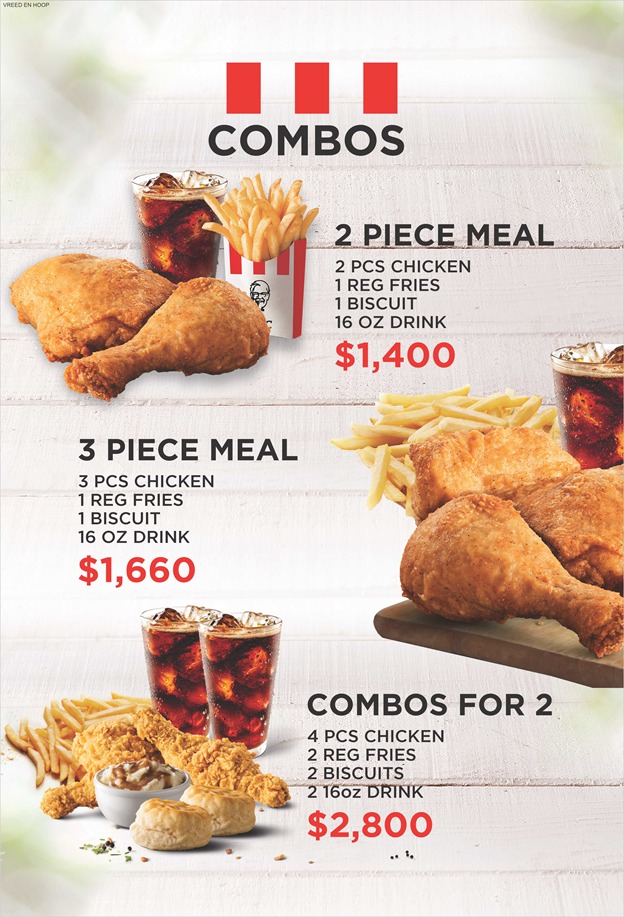 VREED EN HOOP
COMBOS
2 PIECE MEAL
2 PCS CHICKEN
1 REG FRIES
1 BISCUIT
16 OZ DRINK
$1,400
3 PIECE MEAL
3 PCS CHICKEN
1 REG FRIES
1 BISCUIT
16 OZ DRINK
$1,660
COMBOS FOR 2
4 PCS CHICKEN
2 REG FRIES
2 BISCUITS
2 16oz DRINK
$2,800